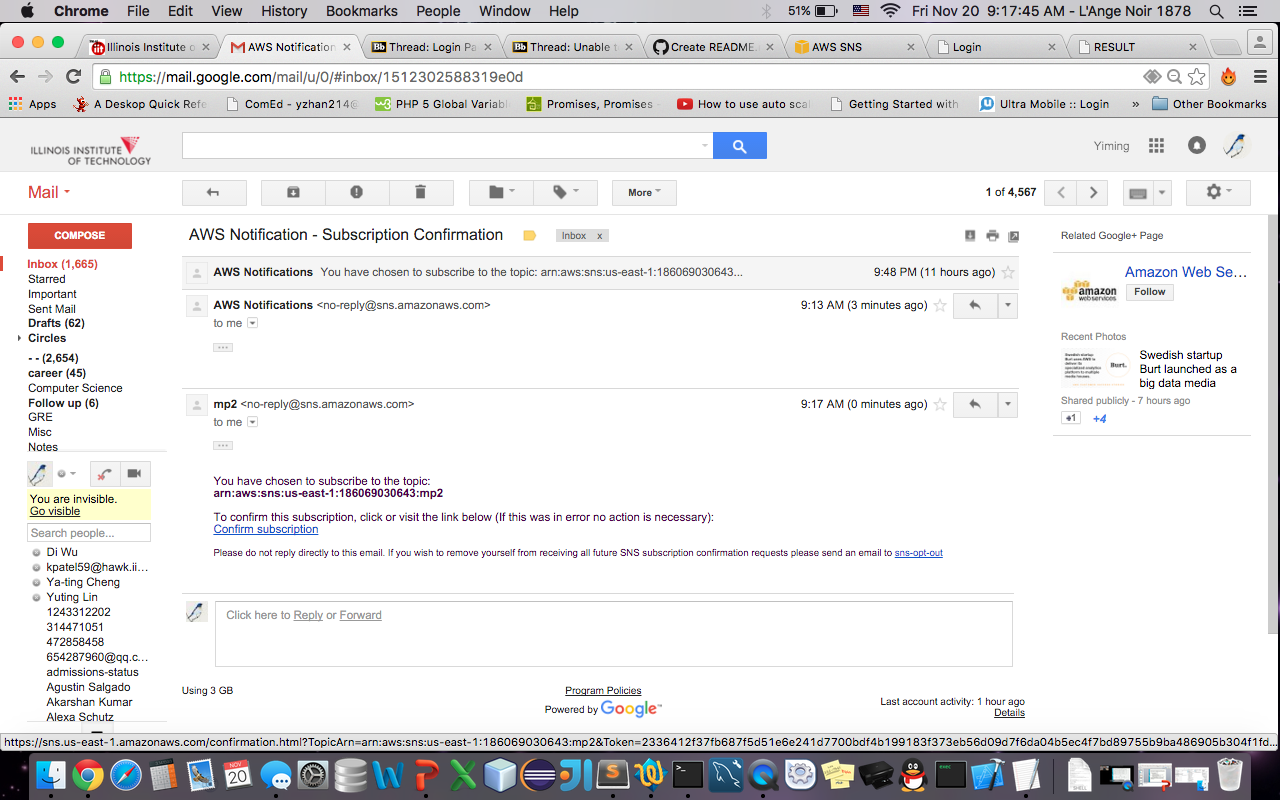 Chrome File Edit View History Bookmarks People Window Help 51% Fri Nov 20 9:17:45 AM - L'Ange Noir 1878
Illinois Institute o AWS Notification Thread: Login Pa Thread: Unable t Create README. AWS SNS Login RESULT
https://mail.google.com/mail/u/0/#inbox/1512302588319e0d
Apps A Deskop Quick Refe ComEd - yzhan214@ PHP 5 Global Variabl Promises, Promises - How to use auto scal Getting Started with Ultra Mobile :: Login » Other Bookmarks
ILLINOIS INSTITUTE
OF TECHNOLOGY
Yiming
Mail More 1 of 4,567
COMPOSE
Inbox (1,665)
Starred
Important
Sent Mail
Drafts (62)
Circles
- - (2,654)
career (45)
Computer Science
Follow up (6)
GRE
Misc
Notes
You are invisible.
Go visible
Search people...
Di Wu
kpatel59@hawk.ii...
Ya-ting Cheng
Yuting Lin
1243312202
314471051
472858458
654287960@qq.c...
admissions-status
Agustin Salgado
Akarshan Kumar
Alexa Schutz
AWS Notification - Subscription Confirmation Inbox x
AWS Notifications You have chosen to subscribe to the topic: arn:aws:sns:us-east-1:186069030643... 9:48 PM (11 hours ago)
AWS Notifications <no-reply@sns.amazonaws.com> 9:13 AM (3 minutes ago)
to me
mp2 <no-reply@sns.amazonaws.com> 9:17 AM (0 minutes ago)
to me
You have chosen to subscribe to the topic:
arn:aws:sns:us-east-1:186069030643:mp2
To confirm this subscription, click or visit the link below (If this was in error no action is necessary):
Confirm subscription
Please do not reply directly to this email. If you wish to remove yourself from receiving all future SNS subscription confirmation requests please send an email to sns-opt-out
Click here to Reply or Forward
Using 3 GB
Program Policies
Powered by Google™
Last account activity: 1 hour ago
Details
Related Google+ Page
amazon
webservices
Amazon Web Se...
Follow
Recent Photos
Burt.
Swedish startup
Burt launched as a
big data media
Shared publicly - 7 hours ago
+1 +4
https://sns.us-east-1.amazonaws.com/confirmation.html?TopicArn=arn:aws:sns:us-east-1:186069030643:mp2&Token=2336412f37fb687f5d51e6e241d7700bdf4b199183f373eb56d09d7f6da04b5ec4f7bd89755b9ba486905b304f1fd...
NOV
20